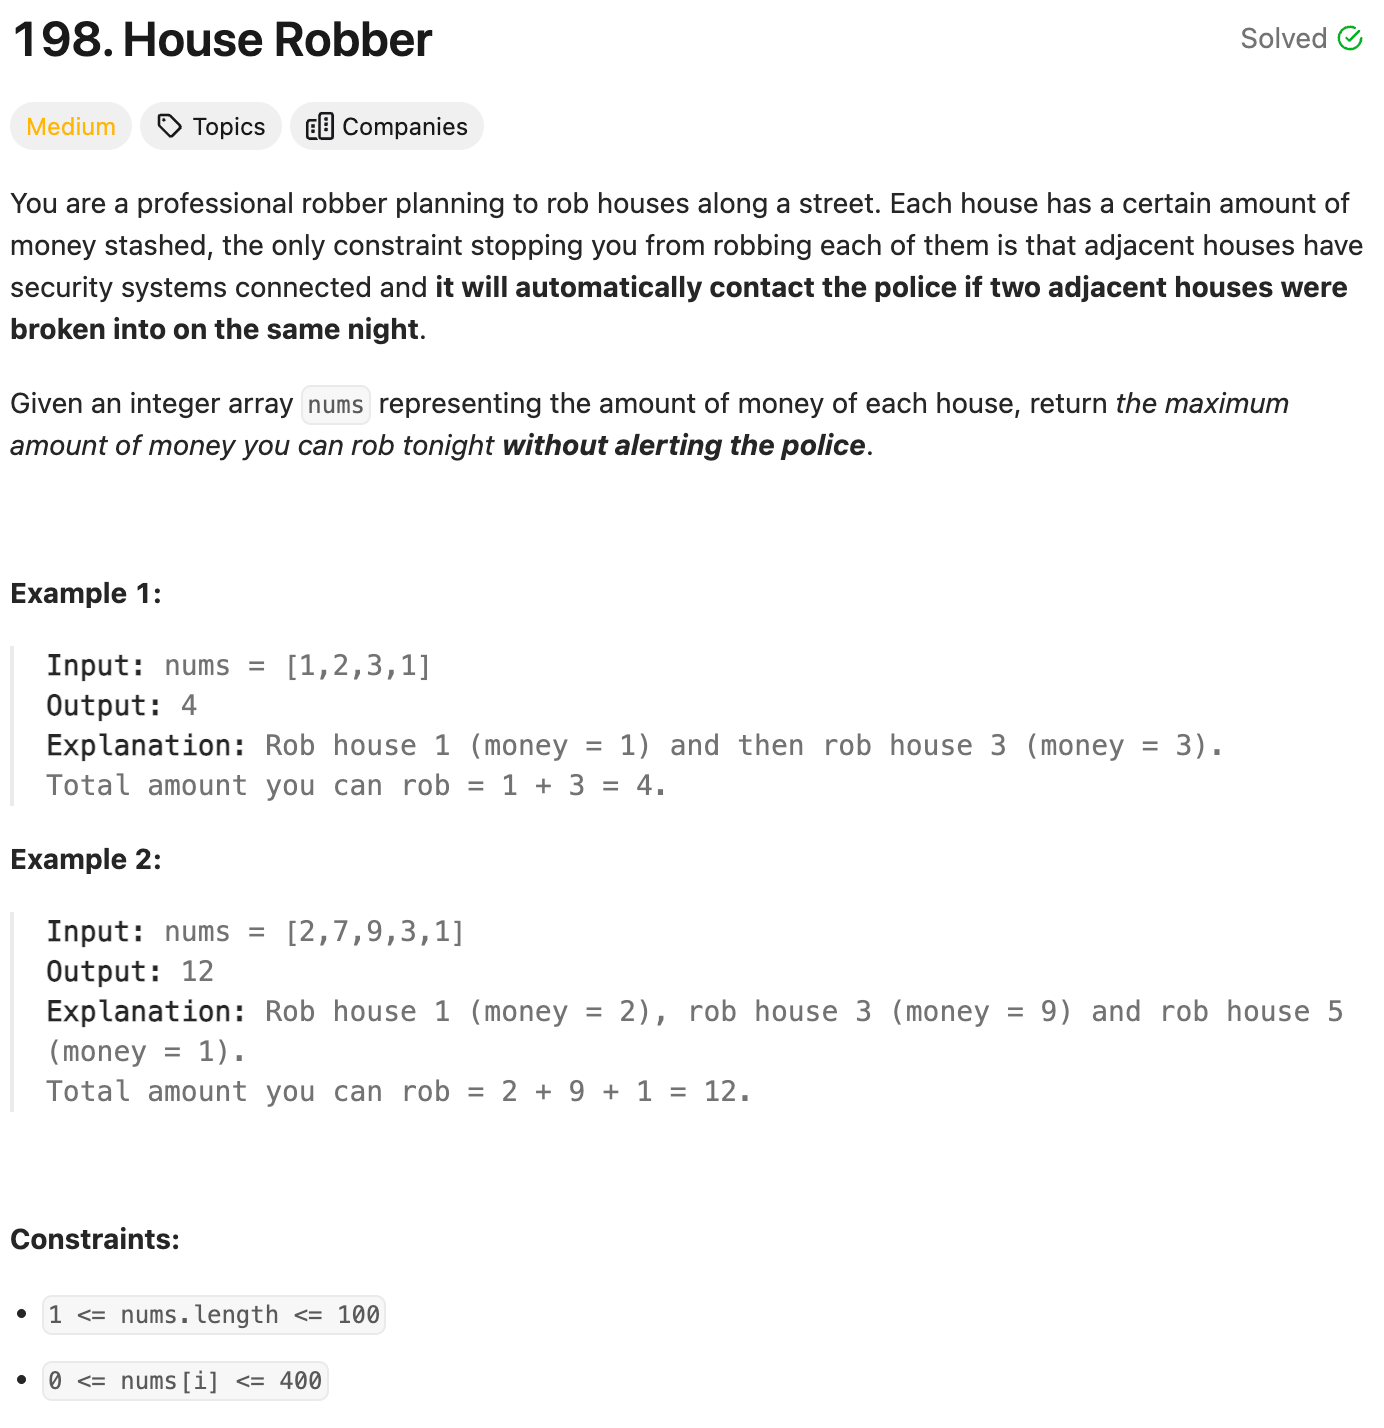 198. House Robber
Solved
Medium
Topics
Companies
You are a professional robber planning to rob houses along a street. Each house has a certain amount of
money stashed, the only constraint stopping you from robbing each of them is that adjacent houses have
security systems connected and it will automatically contact the police if two adjacent houses were
broken into on the same night.
Given an integer array nums representing the amount of money of each house, return the maximum
amount of money you can rob tonight without alerting the police.
Example 1:
Input: nums = [1,2,3,1]
Output: 4
Explanation: Rob house 1 (money = 1) and then rob house 3 (money = 3).
Total amount you can rob = 1 + 3 = 4.
Example 2:
Input: nums = [2,7,9,3,1]
Output: 12
Explanation: Rob house 1 (money = 2), rob house 3 (money = 9) and rob house 5
(money = 1).
Total amount you can rob = 2 + 9 + 1 = 12.
Constraints:
• 1 <= nums.length <= 100
• 0 <= nums[i] <= 400